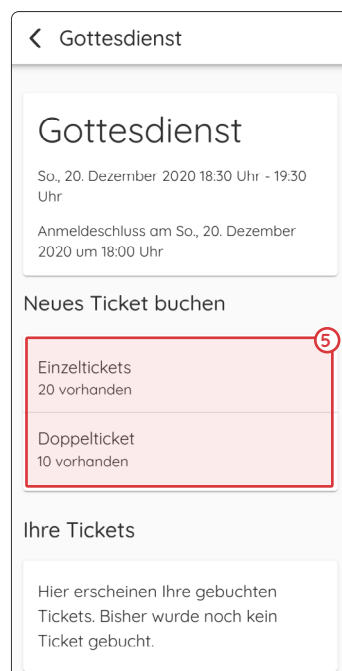 Gottesdienst
Gottesdienst
So., 20. Dezember 2020 18:30 Uhr - 19:30
Uhr
Anmeldeschluss am So., 20. Dezember
2020 um 18:00 Uhr
Neues Ticket buchen
5
Einzeltickets
20 vorhanden
Doppelticket
10 vorhanden
Ihre Tickets
Hier erscheinen Ihre gebuchten
Tickets. Bisher wurde noch kein
Ticket gebucht.